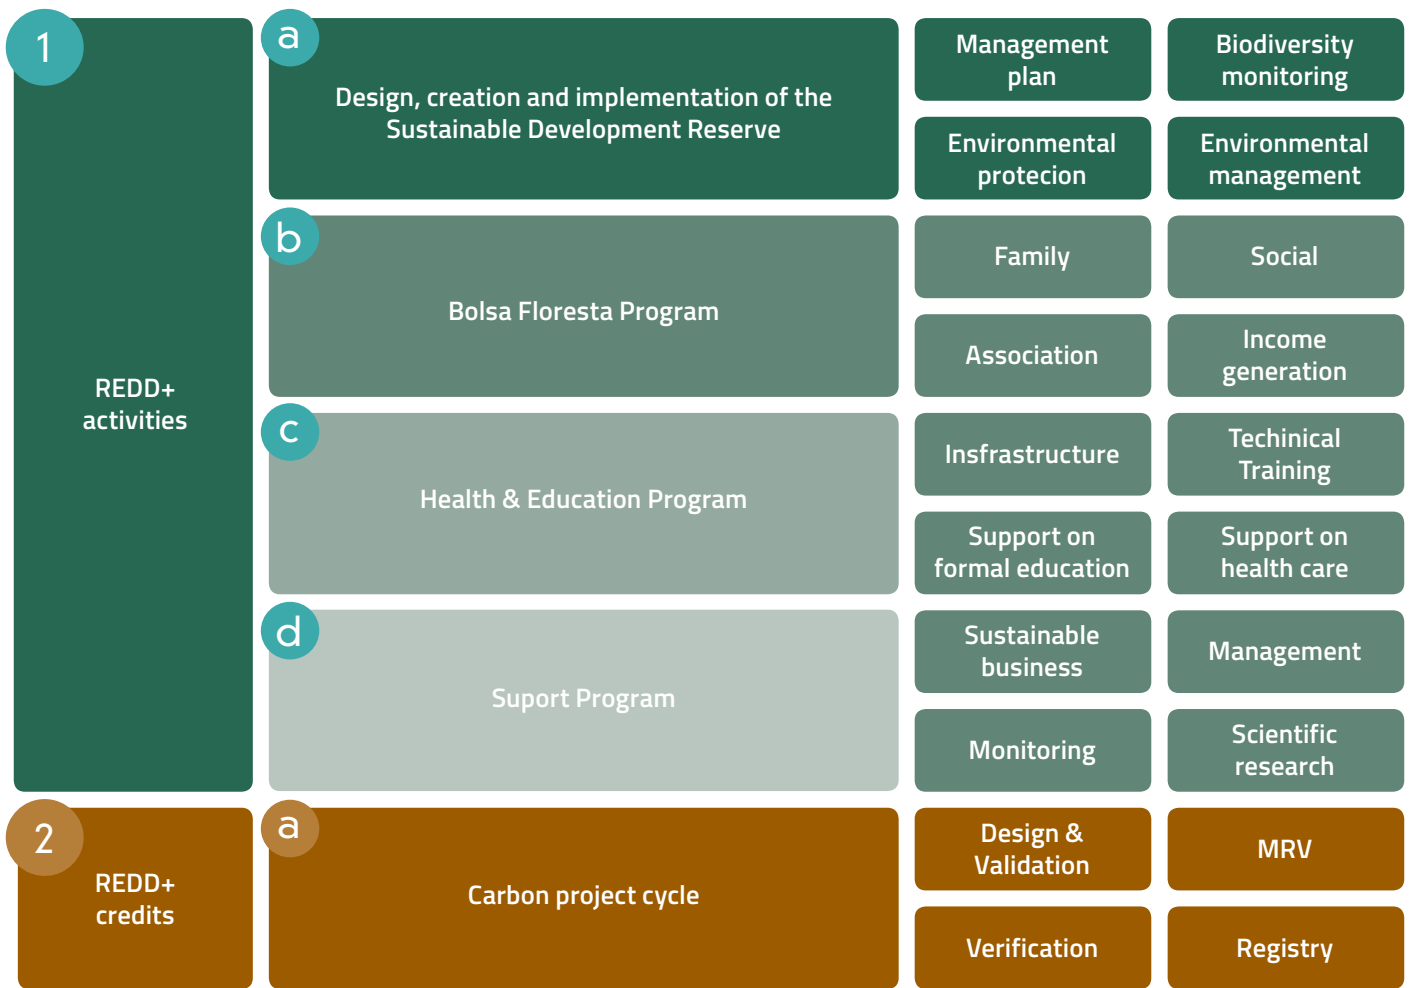 1
REDD+
activities
a
Design, creation and implementation of the
Sustainable Development Reserve
Management
plan
Biodiversity
monitoring
Environmental
protecion
Environmental
management
b
Bolsa Floresta Program
Family
Social
Association
Income
generation
c
Health & Education Program
Insfrastructure
Techinical
Training
Support on
formal education
Support on
health care
d
Suport Program
Sustainable
business
Management
Monitoring
Scientific
research
2
REDD+
credits
a
Carbon project cycle
Design &
Validation
MRV
Verification
Registry